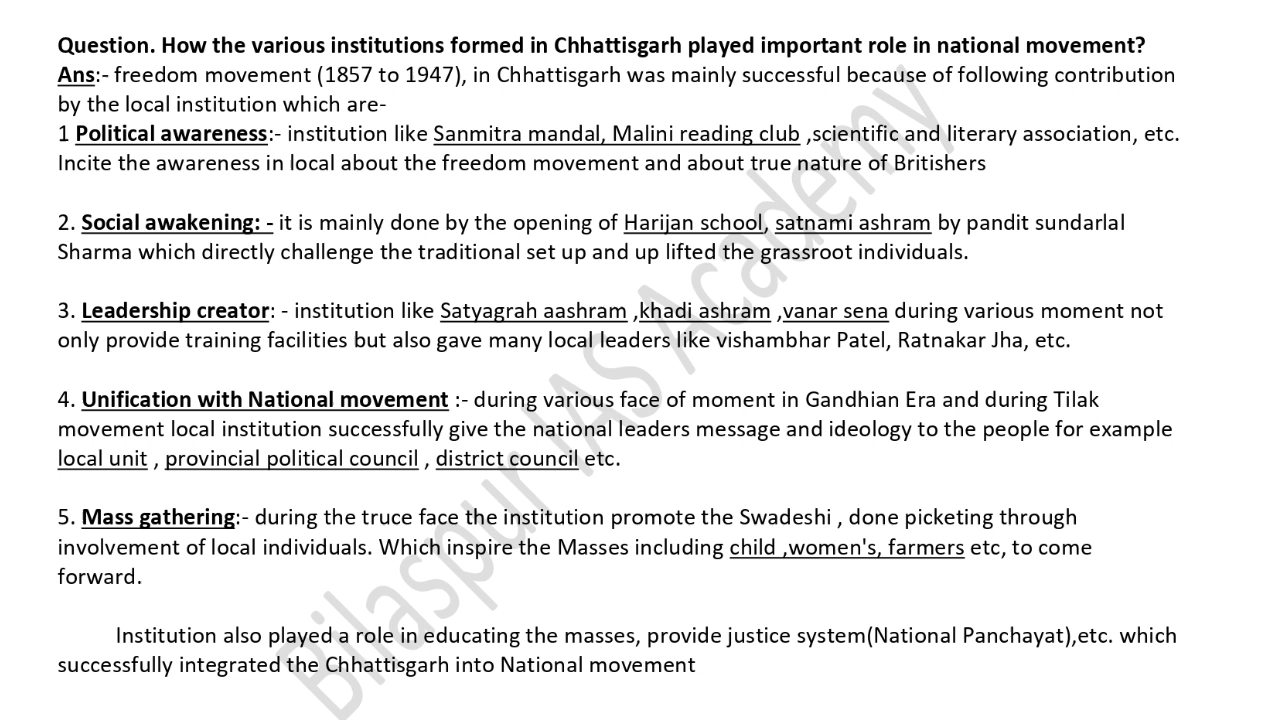 Question. How the various institutions formed in Chhattisgarh played important role in national movement?
Ans:- freedom movement (1857 to 1947), in Chhattisgarh was mainly successful because of following contribution
by the local institution which are-
1 Political awareness:- institution like Sanmitra mandal, Malini reading club ,scientific and literary association, etc.
Incite the awareness in local about the freedom movement and about true nature of Britishers
2. Social awakening: - it is mainly done by the opening of Harijan school, satnami ashram by pandit sundarlal
Sharma which directly challenge the traditional set up and up lifted the grassroot individuals.
3. Leadership creator: - institution like Satyagrah aashram ,khadi ashram ,vanar sena during various moment not
only provide training facilities but also gave many local leaders like vishambhar Patel, Ratnakar Jha, etc.
4. Unification with National movement :- during various face of moment in Gandhian Era and during Tilak
movement local institution successfully give the national leaders message and ideology to the people for example
local unit , provincial political council , district council etc.
5. Mass gathering:- during the truce face the institution promote the Swadeshi , done picketing through
involvement of local individuals. Which inspire the Masses including child ,women's, farmers etc, to come
forward.
Institution also played a role in educating the masses, provide justice system(National Panchayat),etc. which
successfully integrated the Chhattisgarh into National movement
Bilaspur IAS Academy